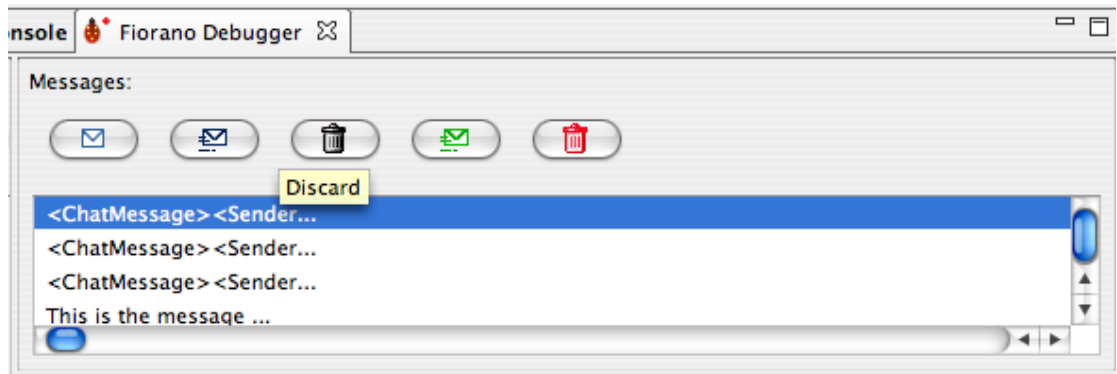 nsole Fiorano Debugger
Messages:
Discard
<ChatMessage><Sender...
<ChatMessage><Sender...
<ChatMessage><Sender...
This is the message ...